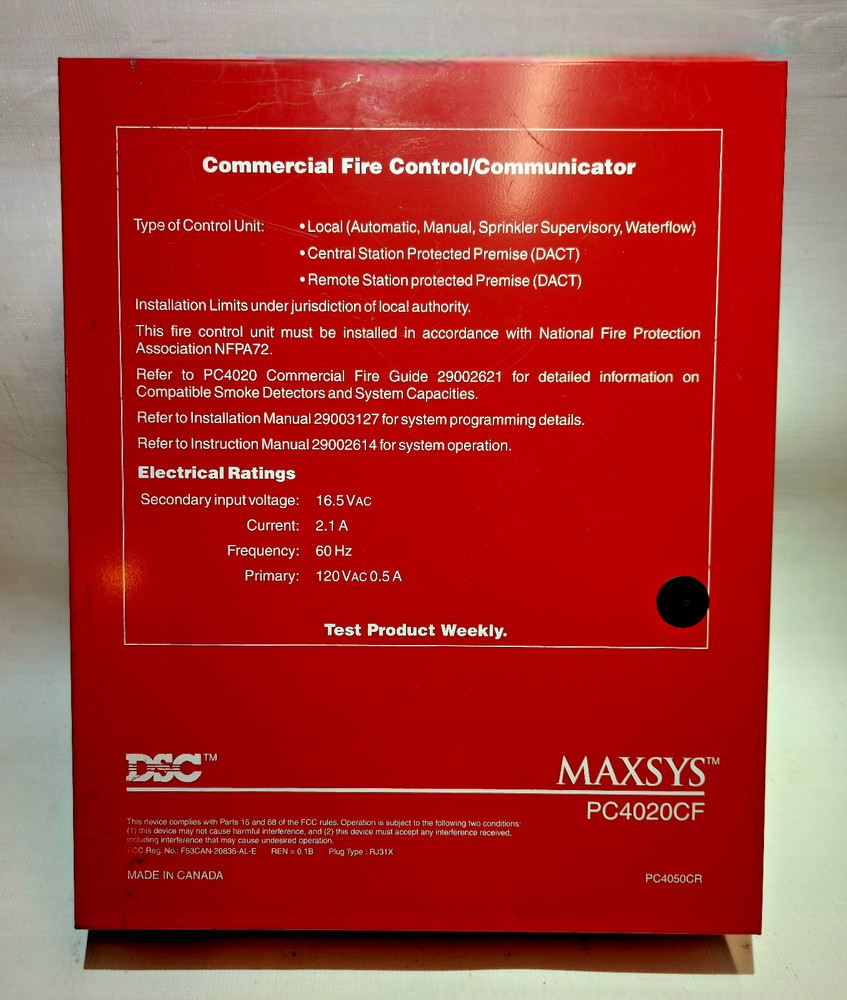 Commercial Fire Control/Communicator
Type of Control Unit: • Local (Automatic, Manual, Sprinkler Supervisory, Waterflow)
• Central Station Protected Premise (DACT)
• Remote Station protected Premise (DACT)
Installation Limits under jurisdiction of local authority.
This fire control unit must be installed in accordance with National Fire Protection
Association NFPA72.
Refer to PC4020 Commercial Fire Guide 29002621 for detailed information on
Compatible Smoke Detectors and System Capacities.
Refer to Installation Manual 29003127 for system programming details.
Refer to Instruction Manual 29002614 for system operation.
Electrical Ratings
Secondary input voltage: 16.5 VAC
Current: 2.1 A
Frequency: 60 Hz
Primary: 120 VAC 0.5 A
Test Product Weekly.
DSC™
MAXSYS™
PC4020CF
This device complies with Parts 15 and 68 of the FCC rules. Operation is subject to the following two conditions:
(1) this device may not cause harmful interference, and (2) this device must accept any interference received,
including interference that may cause undesired operation.
FCC Reg. No.: F53CAN-20836-AL-E REN = 0.1B Plug Type : RJ31X
MADE IN CANADA
PC4050CR